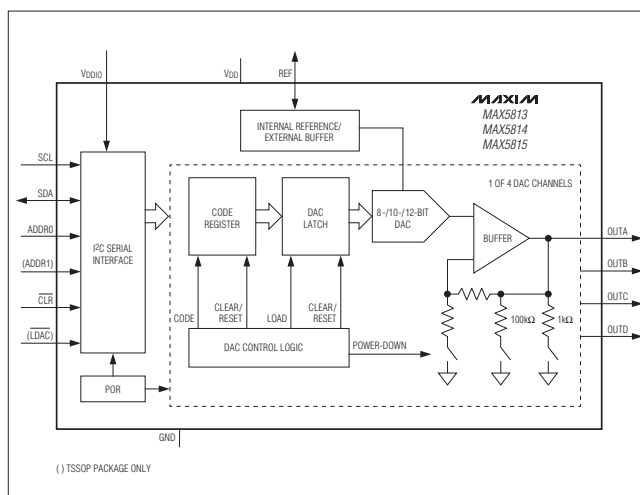 VDDIO
VDD
REF
MAXIM
MAX5813
MAX5814
MAX5815
INTERNAL REFERENCE/
EXTERNAL BUFFER
1 OF 4 DAC CHANNELS
SCL
SDA
ADDR0
(ADDR1)
CLR
(LDAC)
I2C SERIAL
INTERFACE
CODE
REGISTER
DAC
LATCH
8-/10-/12-BIT
DAC
BUFFER
OUTA
OUTB
OUTC
OUTD
CODE
CLEAR/
RESET
LOAD
CLEAR/
RESET
100kΩ
1kΩ
DAC CONTROL LOGIC
POWER-DOWN
POR
GND
( ) TSSOP PACKAGE ONLY